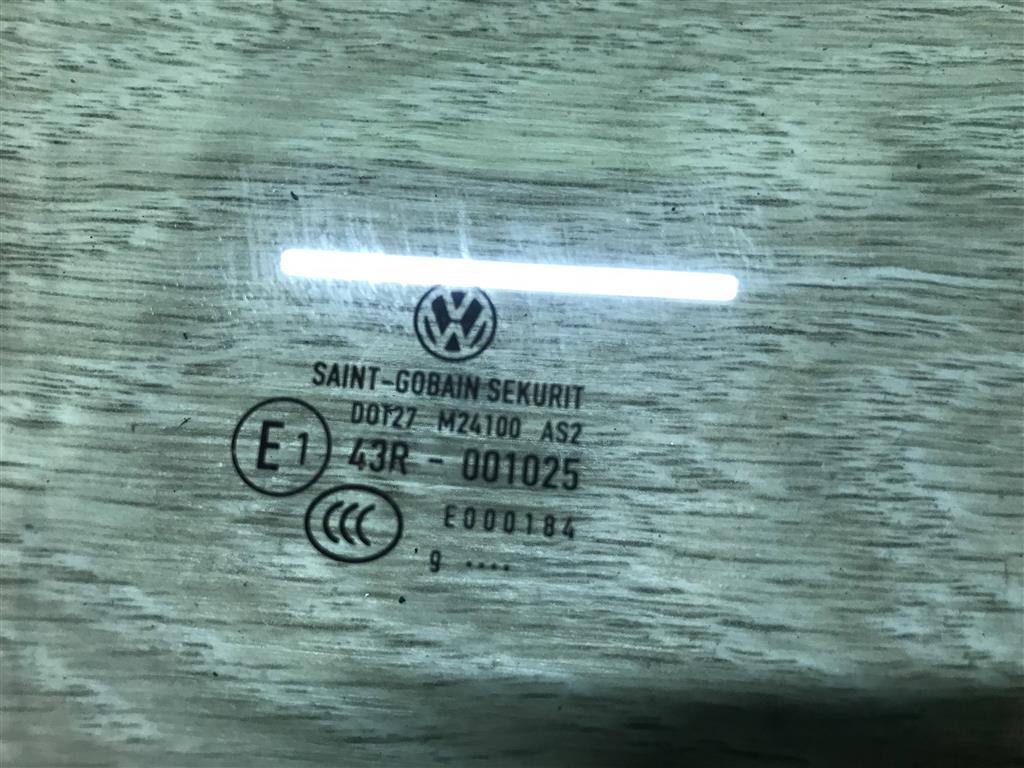 VW
SAINT-GOBAIN SEKURIT
DOT27 M24100 AS2
E1 43R - 001025
CCC E000184
9 ....